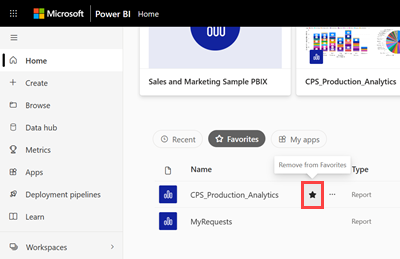 Microsoft Power BI Home
Home
Create
Browse
Data hub
Metrics
Apps
Deployment pipelines
Learn
Workspaces
Sales and Marketing Sample PBIX
CPS_Production_Analytics
Recent
Favorites
My apps
Remove from Favorites
Name Type
CPS_Production_Analytics Report
MyRequests Report